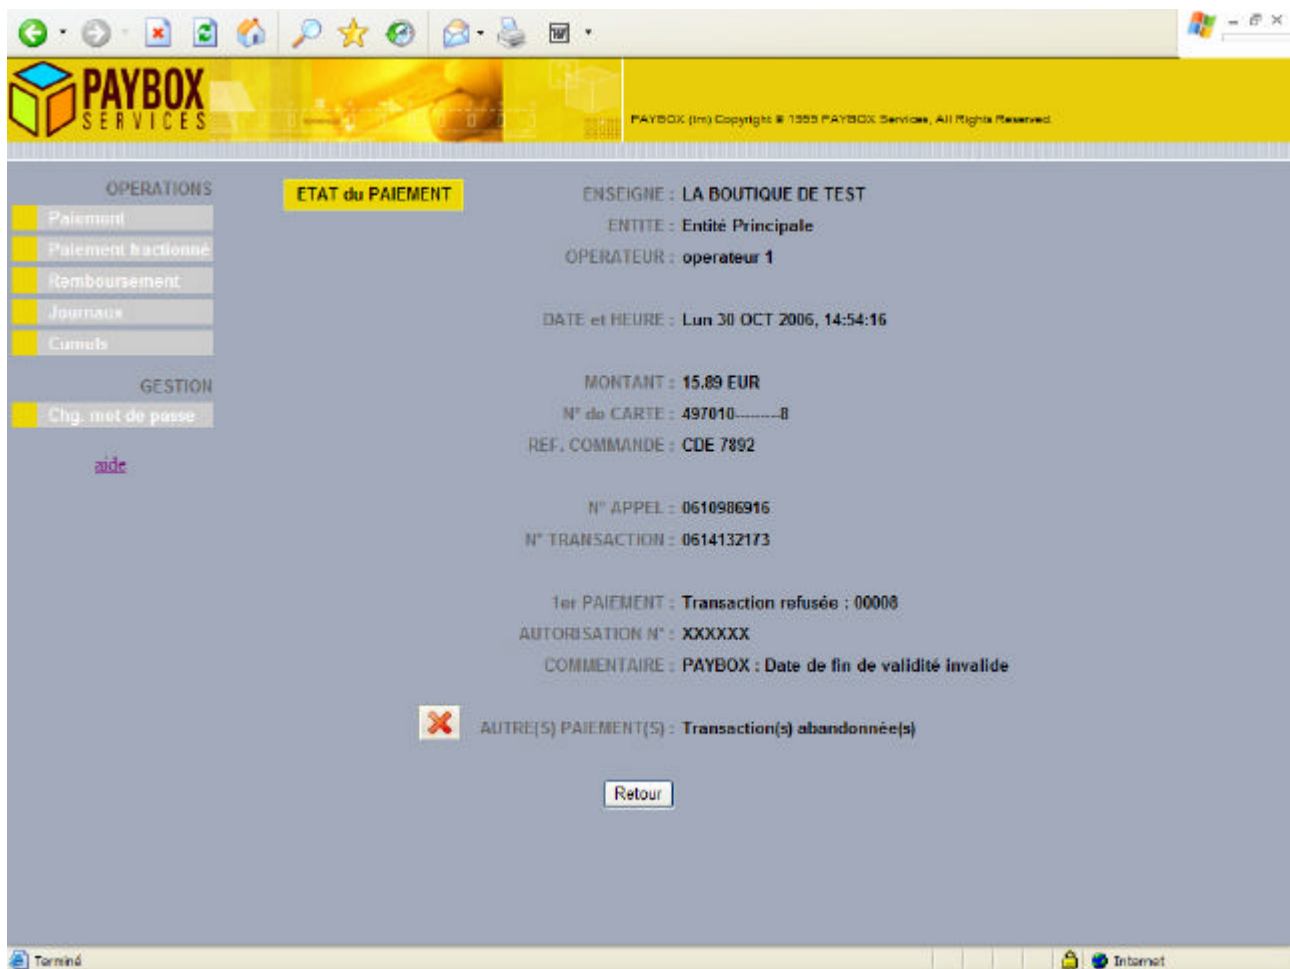 PAYBOX
SERVICES
PAYBOX (tm) Copyright © 1999 PAYBOX Services, All Rights Reserved.
OPERATIONS
Paiement
Paiement fractionné
Remboursement
Journaux
Cumuls
GESTION
Chg. mot de passe
aide
ETAT du PAIEMENT
ENSEIGNE : LA BOUTIQUE DE TEST
ENTITE : Entité Principale
OPERATEUR : operateur 1
DATE et HEURE : Lun 30 OCT 2006, 14:54:16
MONTANT : 15.89 EUR
N° de CARTE : 497010---------8
REF. COMMANDE : CDE 7892
N° APPEL : 0610986916
N° TRANSACTION : 0614132173
1er PAIEMENT : Transaction refusée : 00008
AUTORISATION N° : XXXXXX
COMMENTAIRE : PAYBOX : Date de fin de validité invalide
AUTRE(S) PAIEMENT(S) : Transaction(s) abandonnée(s)
Retour
Terminé
Internet